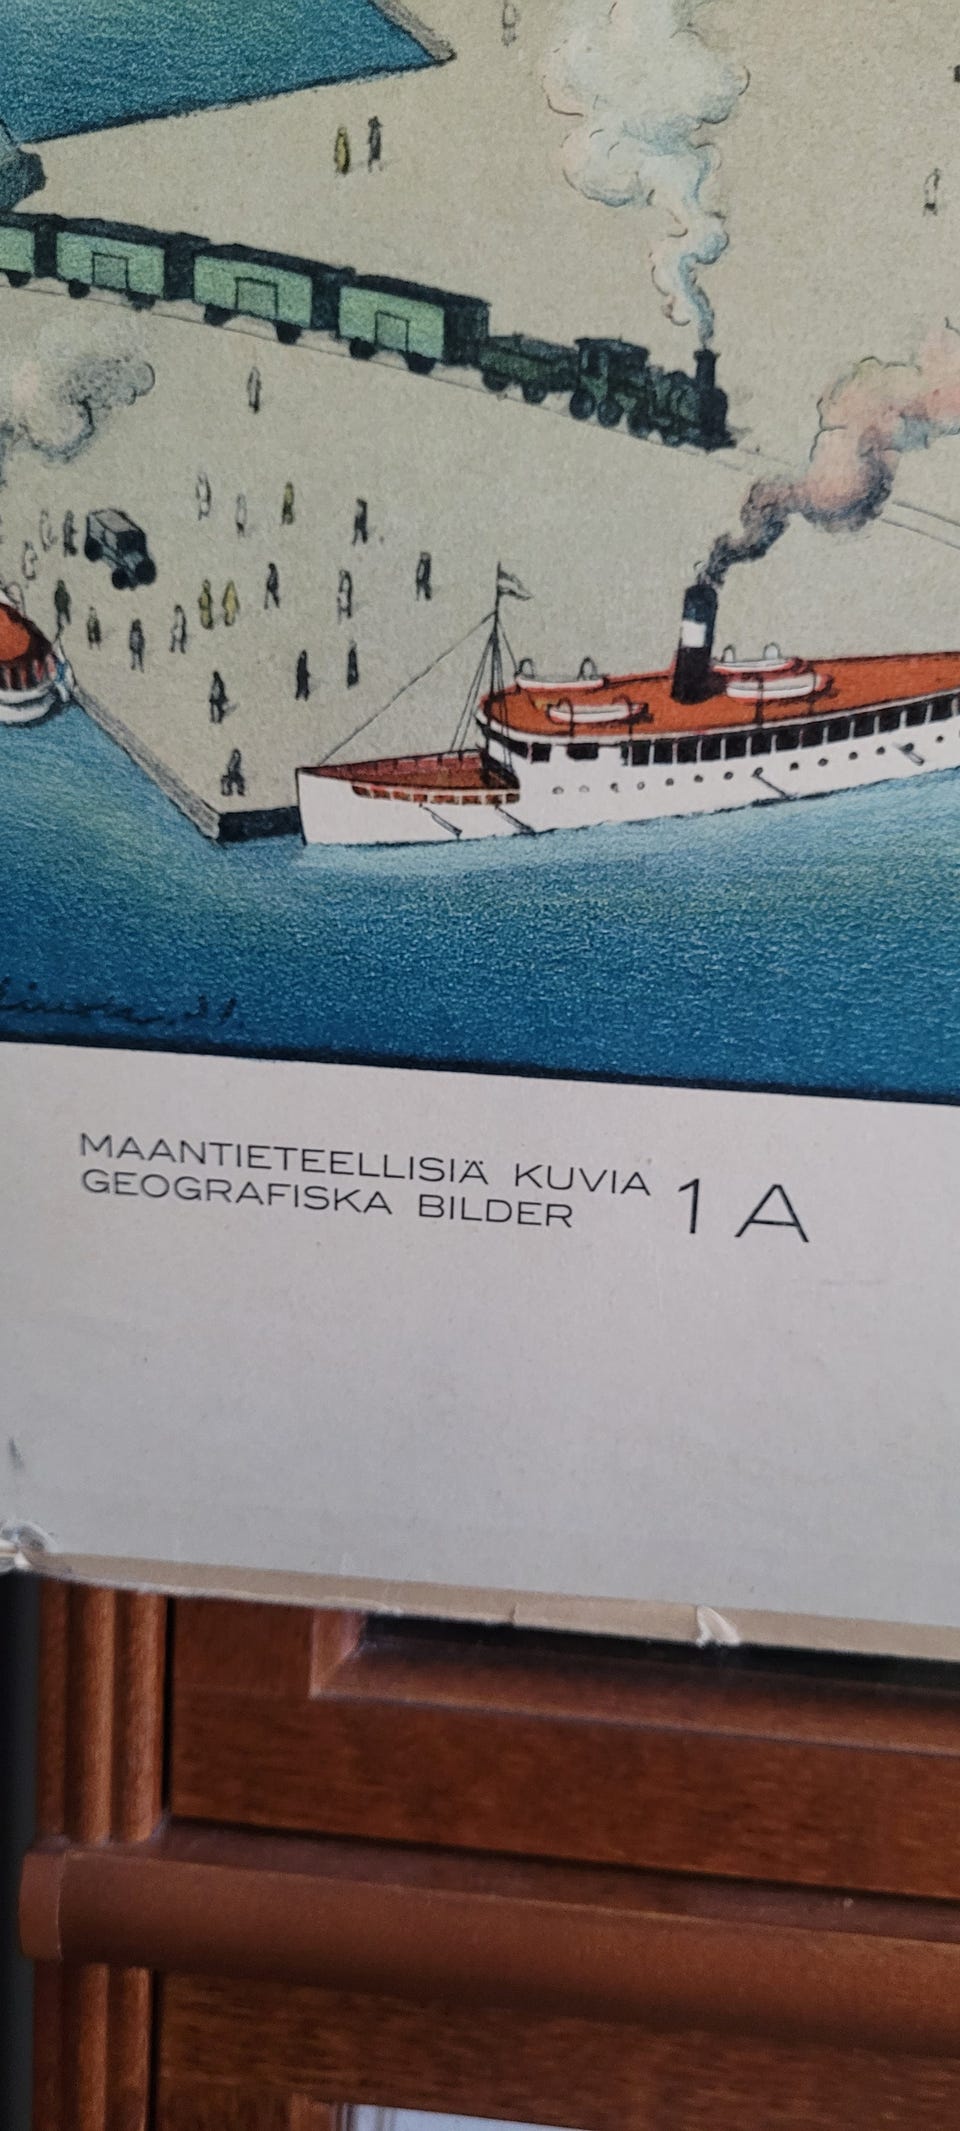 MAANTIETEELLISIÄ KUVIA
GEOGRAFISKA BILDER
1 A